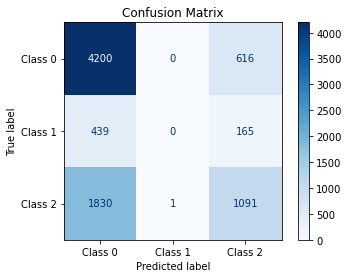 Confusion Matrix
Class 0 4200 0 616
Class 1 439 0 165
Class 2 1830 1 1091
Class 0 Class 1 Class 2
Predicted label
True label
4000
3500
3000
2500
2000
1500
1000
500
0